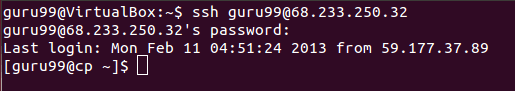 guru99@VirtualBox:~$ ssh guru99@68.233.250.32
guru99@68.233.250.32's password:
Last login: Mon Feb 11 04:51:24 2013 from 59.177.37.89
[guru99@cp ~]$